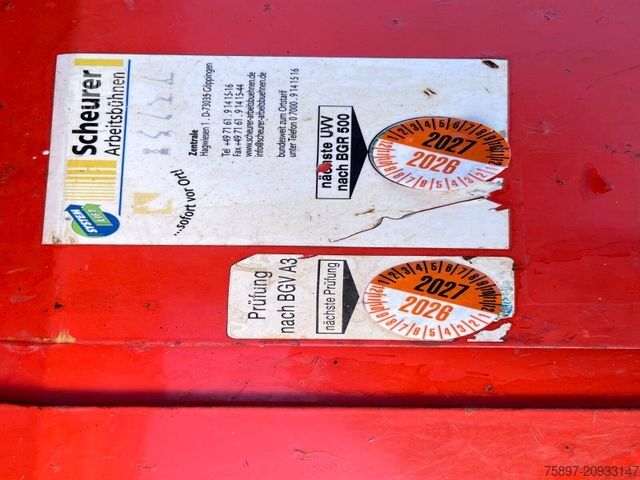 Scheurer
Arbeitsbühnen
SYSTEM
LIFT
...sofort vor Ort!
Zentrale
Hagwiesen 1 . D-73035 Göppingen
Tel +49 71 61 . 9 14 15-16
Fax +49 71 61 . 9 14 15-44
www.scheurer-arbeitsbuehnen.de
info@scheurer-arbeitsbuehnen.de
bundesweit zum Ortstarif
unter Telefon 0 7000 . 9 14 15 16
nächste UVV
nach BGR 500
2027
2026
Prüfung
nach BGV A3
nächste Prüfung
2027
2026
75897-20933147